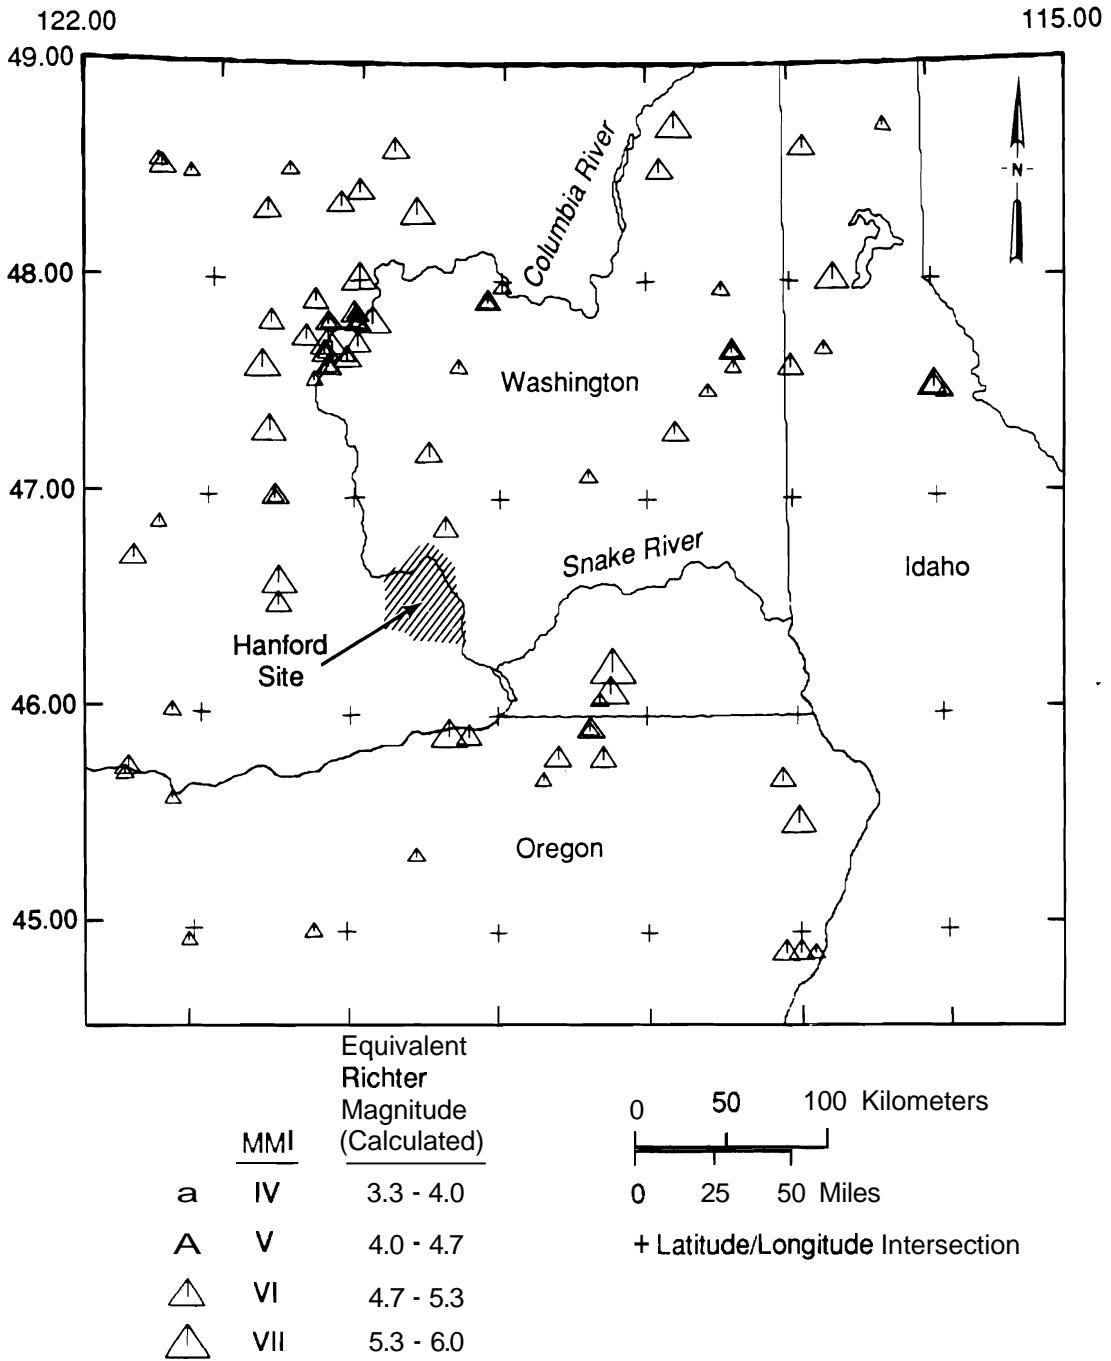 122.00
115.00
49.00
Columbia River
N
48.00
Washington
47.00
Snake River
Idaho
Hanford
Site
46.00
Oregon
45.00
Equivalent
Richter
Magnitude
MMI (Calculated)
a IV 3.3 - 4.0
A V 4.0 - 4.7
VI 4.7 - 5.3
VII 5.3 - 6.0
0 50 100 Kilometers
0 25 50 Miles
+ Latitude/Longitude Intersection